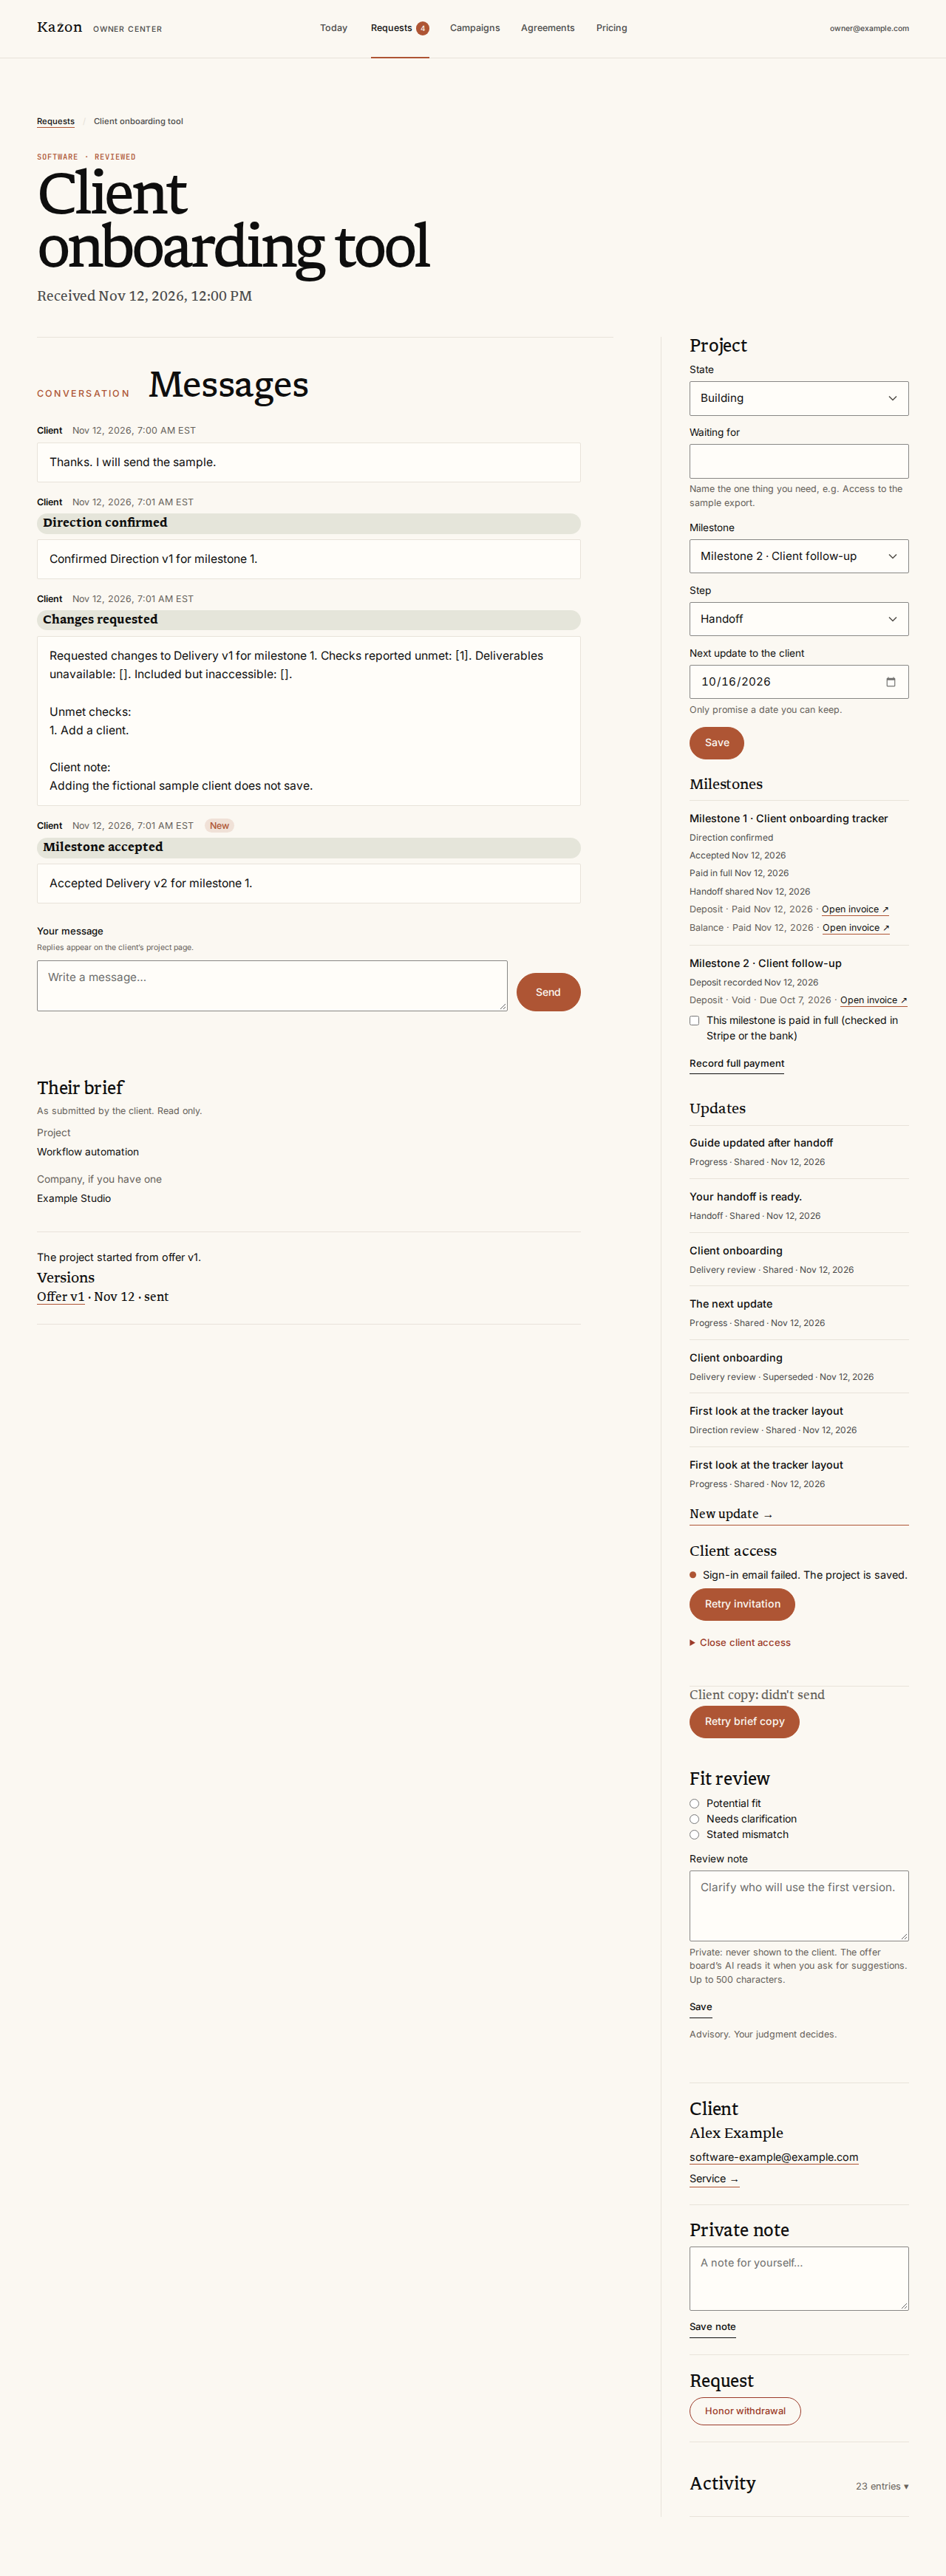 Kažon OWNER CENTER
Today
Requests 4
Campaigns
Agreements
Pricing
owner@example.com
Requests / Client onboarding tool
SOFTWARE · REVIEWED
Client
onboarding tool
Received Nov 12, 2026, 12:00 PM
CONVERSATION Messages
Client Nov 12, 2026, 7:00 AM EST
Thanks. I will send the sample.
Client Nov 12, 2026, 7:01 AM EST
Direction confirmed
Confirmed Direction v1 for milestone 1.
Client Nov 12, 2026, 7:01 AM EST
Changes requested
Requested changes to Delivery v1 for milestone 1. Checks reported unmet: [1]. Deliverables
unavailable: []. Included but inaccessible: [].
Unmet checks:
1. Add a client.
Client note:
Adding the fictional sample client does not save.
Client Nov 12, 2026, 7:01 AM EST New
Milestone accepted
Accepted Delivery v2 for milestone 1.
Your message
Replies appear on the client's project page.
Write a message...
Send
Their brief
As submitted by the client. Read only.
Project
Workflow automation
Company, if you have one
Example Studio
The project started from offer v1.
Versions
Offer v1 · Nov 12 · sent
Project
State
Building
Waiting for
Name the one thing you need, e.g. Access to the
sample export.
Milestone
Milestone 2 · Client follow-up
Step
Handoff
Next update to the client
10/16/2026
Only promise a date you can keep.
Save
Milestones
Milestone 1 · Client onboarding tracker
Direction confirmed
Accepted Nov 12, 2026
Paid in full Nov 12, 2026
Handoff shared Nov 12, 2026
Deposit · Paid Nov 12, 2026 · Open invoice ↗
Balance · Paid Nov 12, 2026 · Open invoice ↗
Milestone 2 · Client follow-up
Deposit recorded Nov 12, 2026
Deposit · Void · Due Oct 7, 2026 · Open invoice ↗
This milestone is paid in full (checked in
Stripe or the bank)
Record full payment
Updates
Guide updated after handoff
Progress · Shared · Nov 12, 2026
Your handoff is ready.
Handoff · Shared · Nov 12, 2026
Client onboarding
Delivery review · Shared · Nov 12, 2026
The next update
Progress · Shared · Nov 12, 2026
Client onboarding
Delivery review · Superseded · Nov 12, 2026
First look at the tracker layout
Direction review · Shared · Nov 12, 2026
First look at the tracker layout
Progress · Shared · Nov 12, 2026
New update →
Client access
Sign-in email failed. The project is saved.
Retry invitation
▶ Close client access
Client copy: didn't send
Retry brief copy
Fit review
Potential fit
Needs clarification
Stated mismatch
Review note
Clarify who will use the first version.
Private: never shown to the client. The offer
board's AI reads it when you ask for suggestions.
Up to 500 characters.
Save
Advisory. Your judgment decides.
Client
Alex Example
software-example@example.com
Service →
Private note
A note for yourself...
Save note
Request
Honor withdrawal
Activity 23 entries ▾